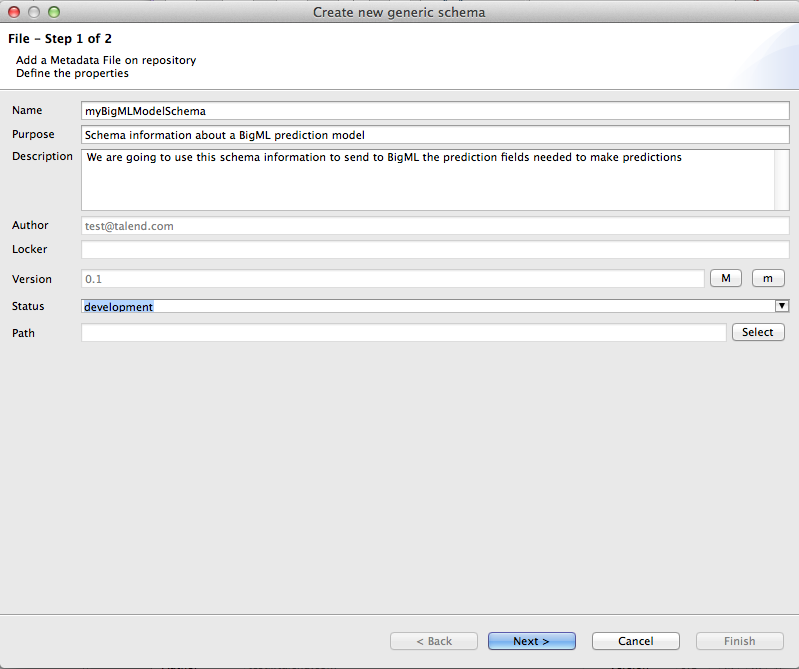 Create new generic schema
File – Step 1 of 2
Add a Metadata File on repository
Define the properties
Name myBigMLModelSchema
Purpose Schema information about a BigML prediction model
Description We are going to use this schema information to send to BigML the prediction fields needed to make predictions
Author test@talend.com
Locker
Version 0.1 M m
Status development
Path Select
< Back Next > Cancel Finish